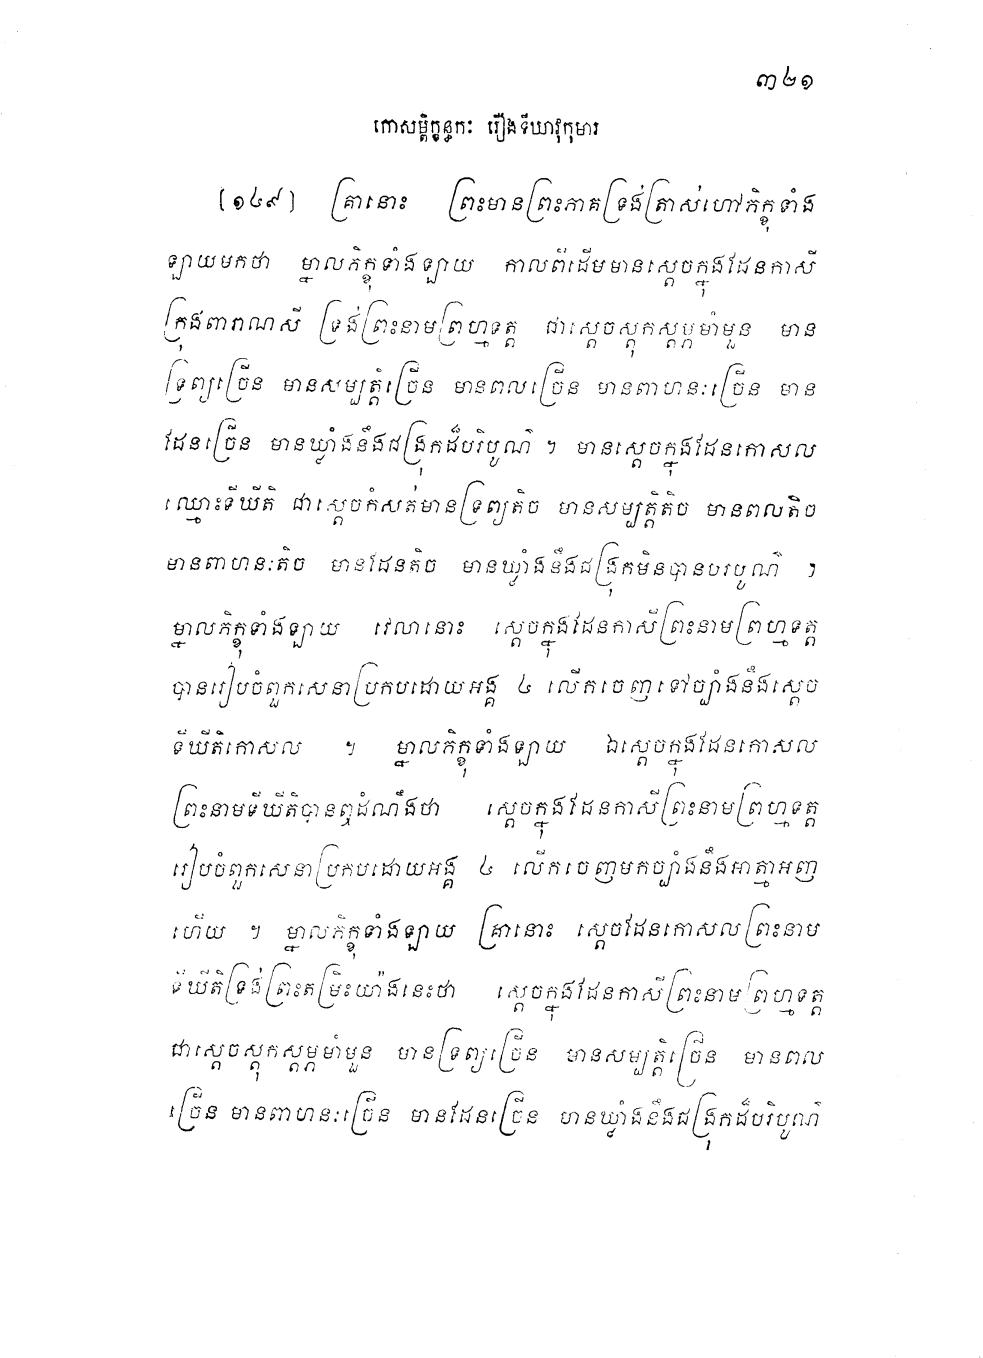 ៣២១
កោសម្ពិក្ខន្ធកៈ រឿងទីឃាវុកុមារ
(១៤៩) គ្រានោះ ព្រះមានព្រះភាគទ្រង់ត្រាស់ហៅភិក្ខុទាំង
ឡាយមកថា ម្នាលភិក្ខុទាំងឡាយ កាលពីដើមមានស្តេចក្នុងដែនកាសី
ក្រុងពារាណសី ទ្រង់ព្រះនាមព្រហ្មទត្ត ជាស្តេចស្តុកស្តម្ភមាំមួន មាន
ទ្រព្យច្រើន មានសម្បត្តិច្រើន មានពលច្រើន មានពាហនៈច្រើន មាន
ដែនច្រើន មានឃ្លាំងនឹងជង្រុកដ៏បរិបូណ៌ ។ មានស្តេចក្នុងដែនកោសល
ឈ្មោះទីឃីតិ ជាស្តេចកំសត់មានទ្រព្យតិច មានសម្បត្តិតិច មានពលតិច
មានពាហនៈតិច មានដែនតិច មានឃ្លាំងនឹងជង្រុកមិនបានបរបូណ៌ ។
ម្នាលភិក្ខុទាំងឡាយ វេលានោះ ស្តេចក្នុងដែនកាសីព្រះនាមព្រហ្មទត្ត
បានរៀបចំពួកសេនាប្រកបដោយអង្គ ៤ លើកចេញទៅច្បាំងនឹងស្តេច
ទីឃីតិកោសល ។ ម្នាលភិក្ខុទាំងឡាយ ឯស្តេចក្នុងដែនកោសល
ព្រះនាមទីឃីតិបានឮដំណឹងថា ស្តេចក្នុងដែនកាសីព្រះនាមព្រហ្មទត្ត
រៀបចំពួកសេនាប្រកបដោយអង្គ ៤ លើកចេញមកច្បាំងនឹងអាត្មាអញ
ហើយ ។ ម្នាលភិក្ខុទាំងឡាយ គ្រានោះ ស្តេចដែនកោសលព្រះនាម
ទីឃីតិទ្រង់ព្រះតម្រិះយ៉ាងនេះថា ស្តេចក្នុងដែនកាសីព្រះនាមព្រហ្មទត្ត
ជាស្តេចស្តុកស្តម្ភមាំមួន មានទ្រព្យច្រើន មានសម្បត្តិច្រើន មានពល
ច្រើន មានពាហនៈច្រើន មានដែនច្រើន មានឃ្លាំងនឹងជង្រុកដ៏បរិបូណ៌